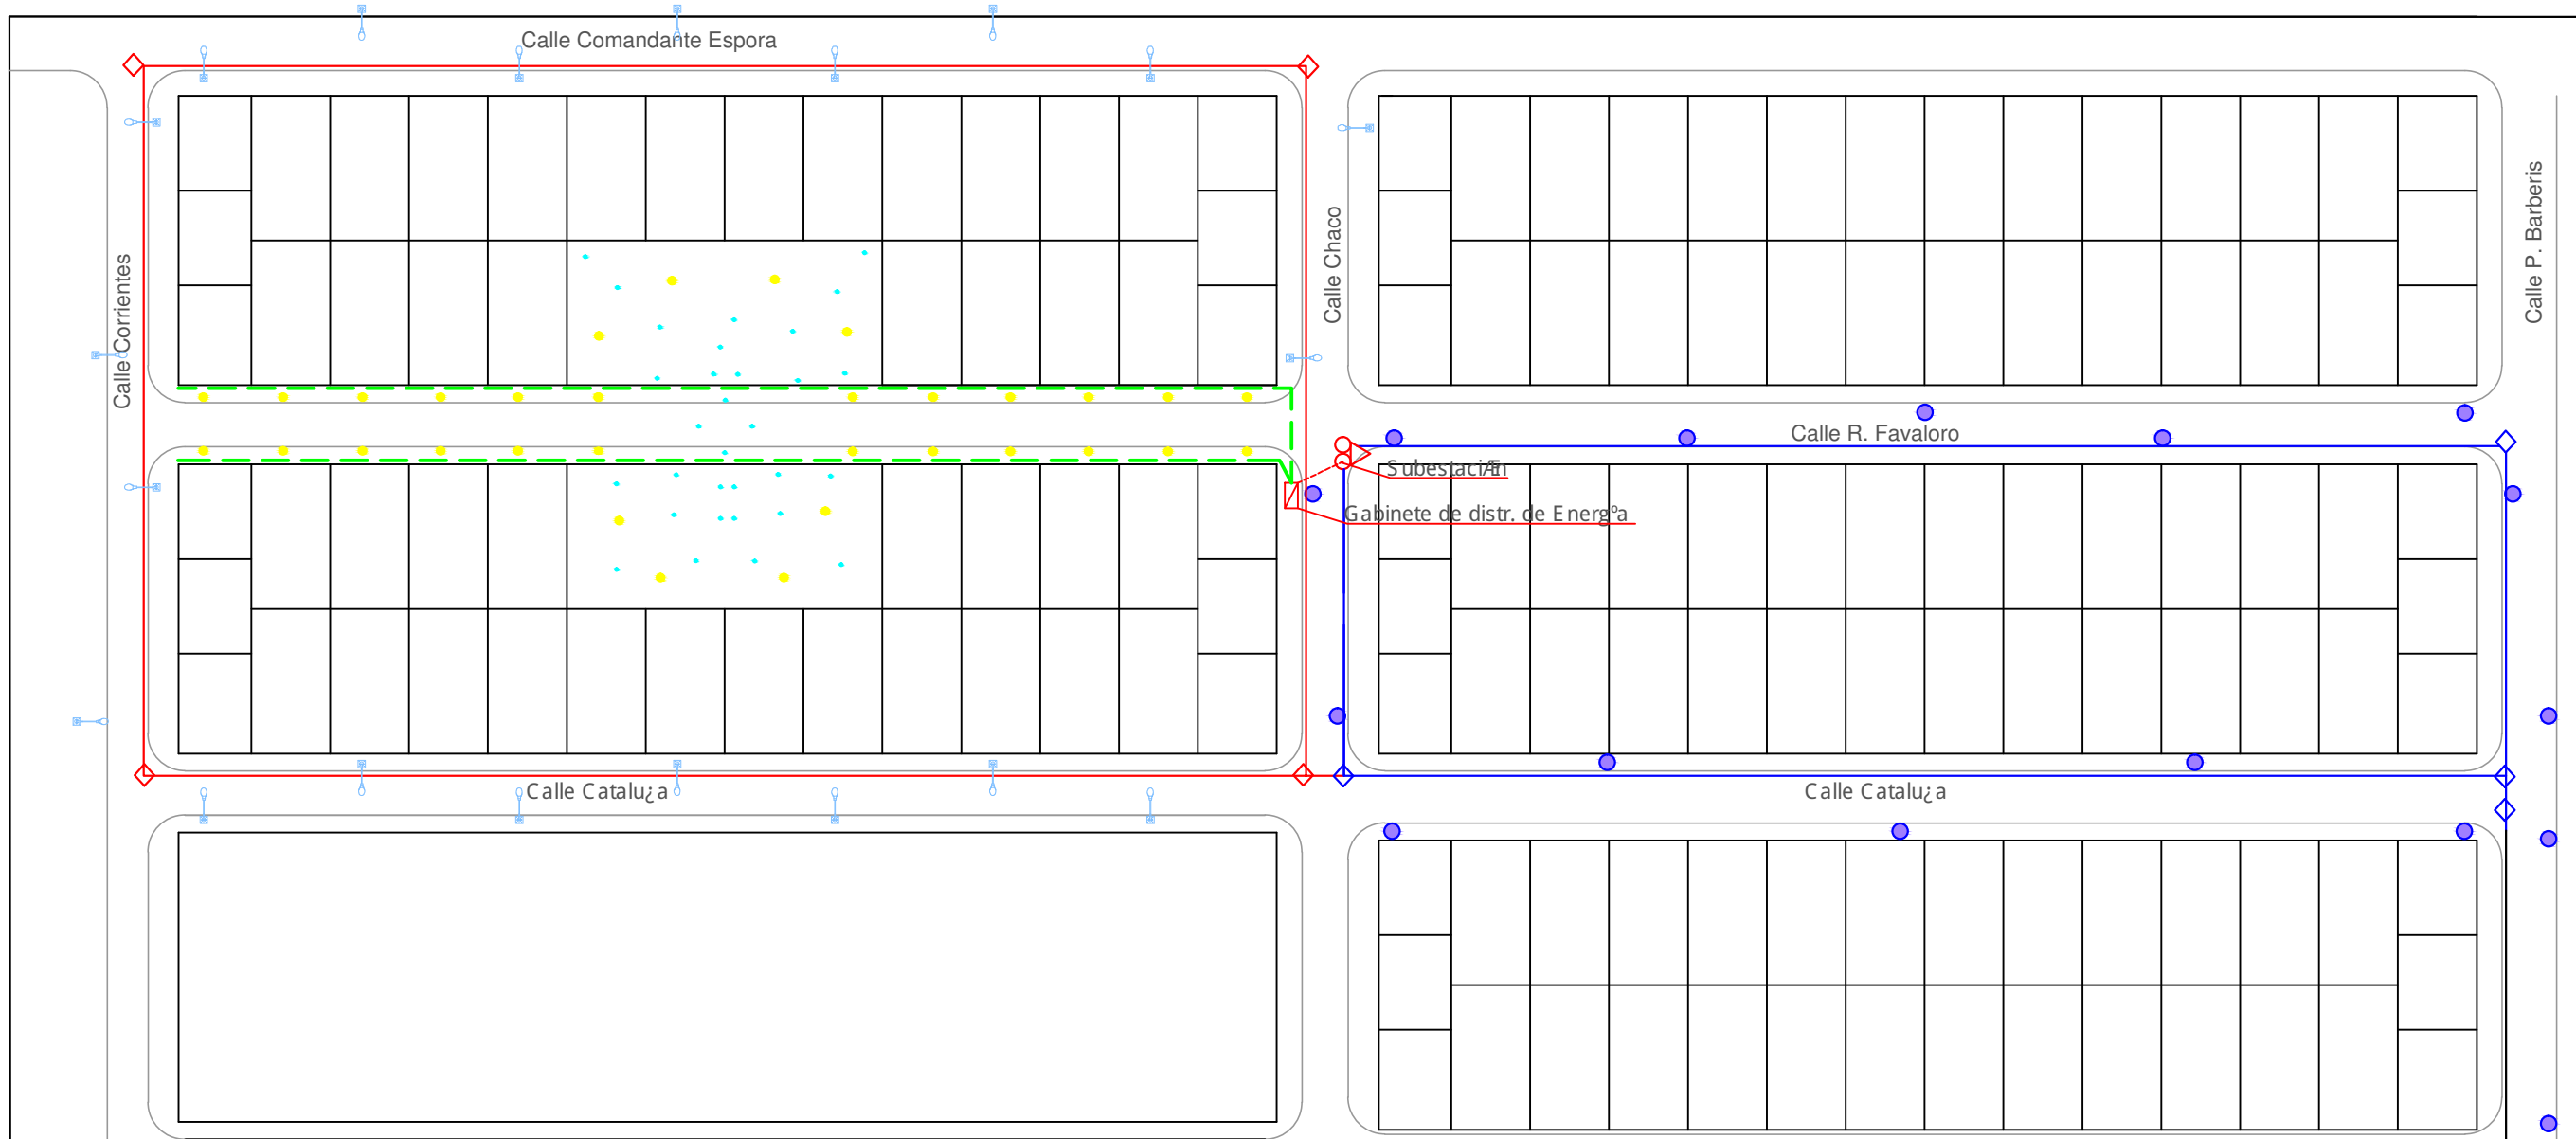 Calle Comandante Espora
Calle Corrientes
Calle Chaco
Calle P. Barberis
Calle R. Favaloro
Gabinete de distr. de Energºa
Calle Catalu¿a
Calle Catalu¿a